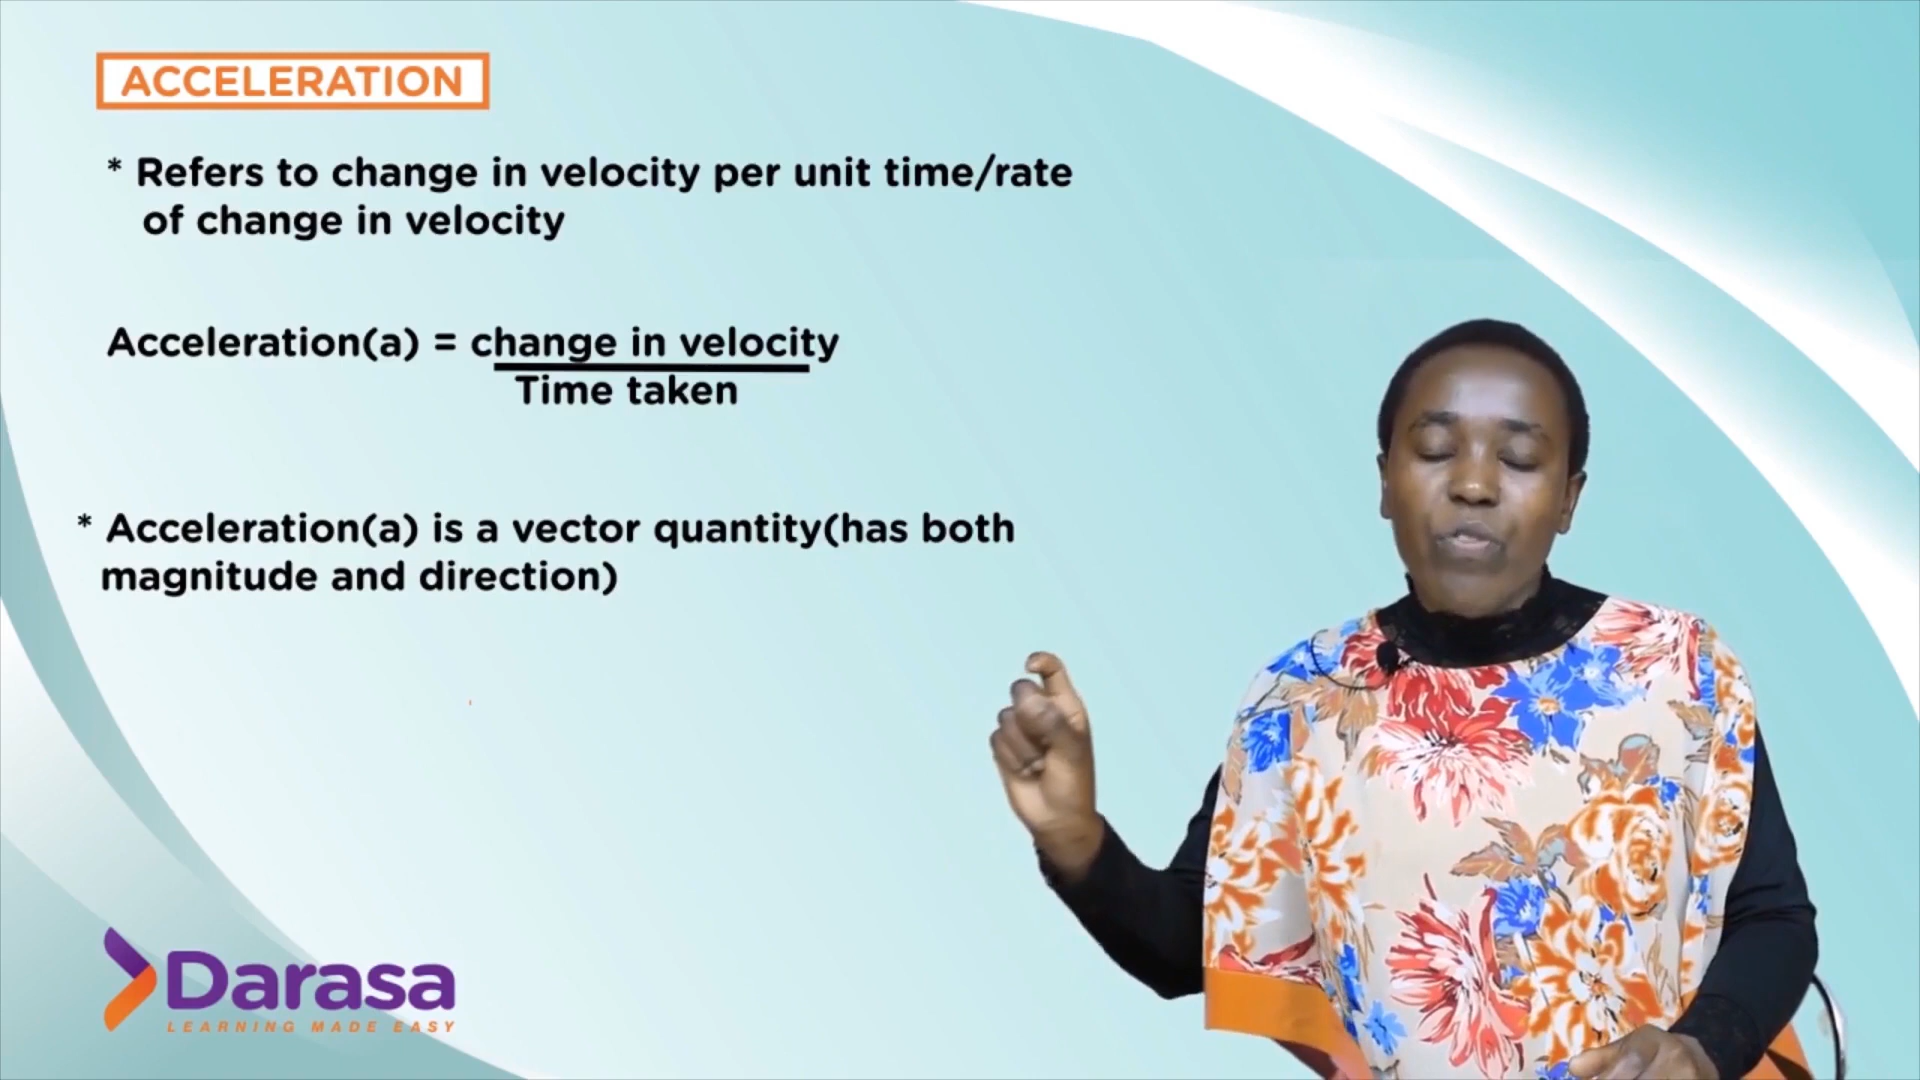 ACCELERATION
* Refers to change in velocity per unit time/rate
of change in velocity
Acceleration(a) = change in velocity
Time taken
* Acceleration(a) is a vector quantity(has both
magnitude and direction)
Darasa
LEARNING MADE EASY